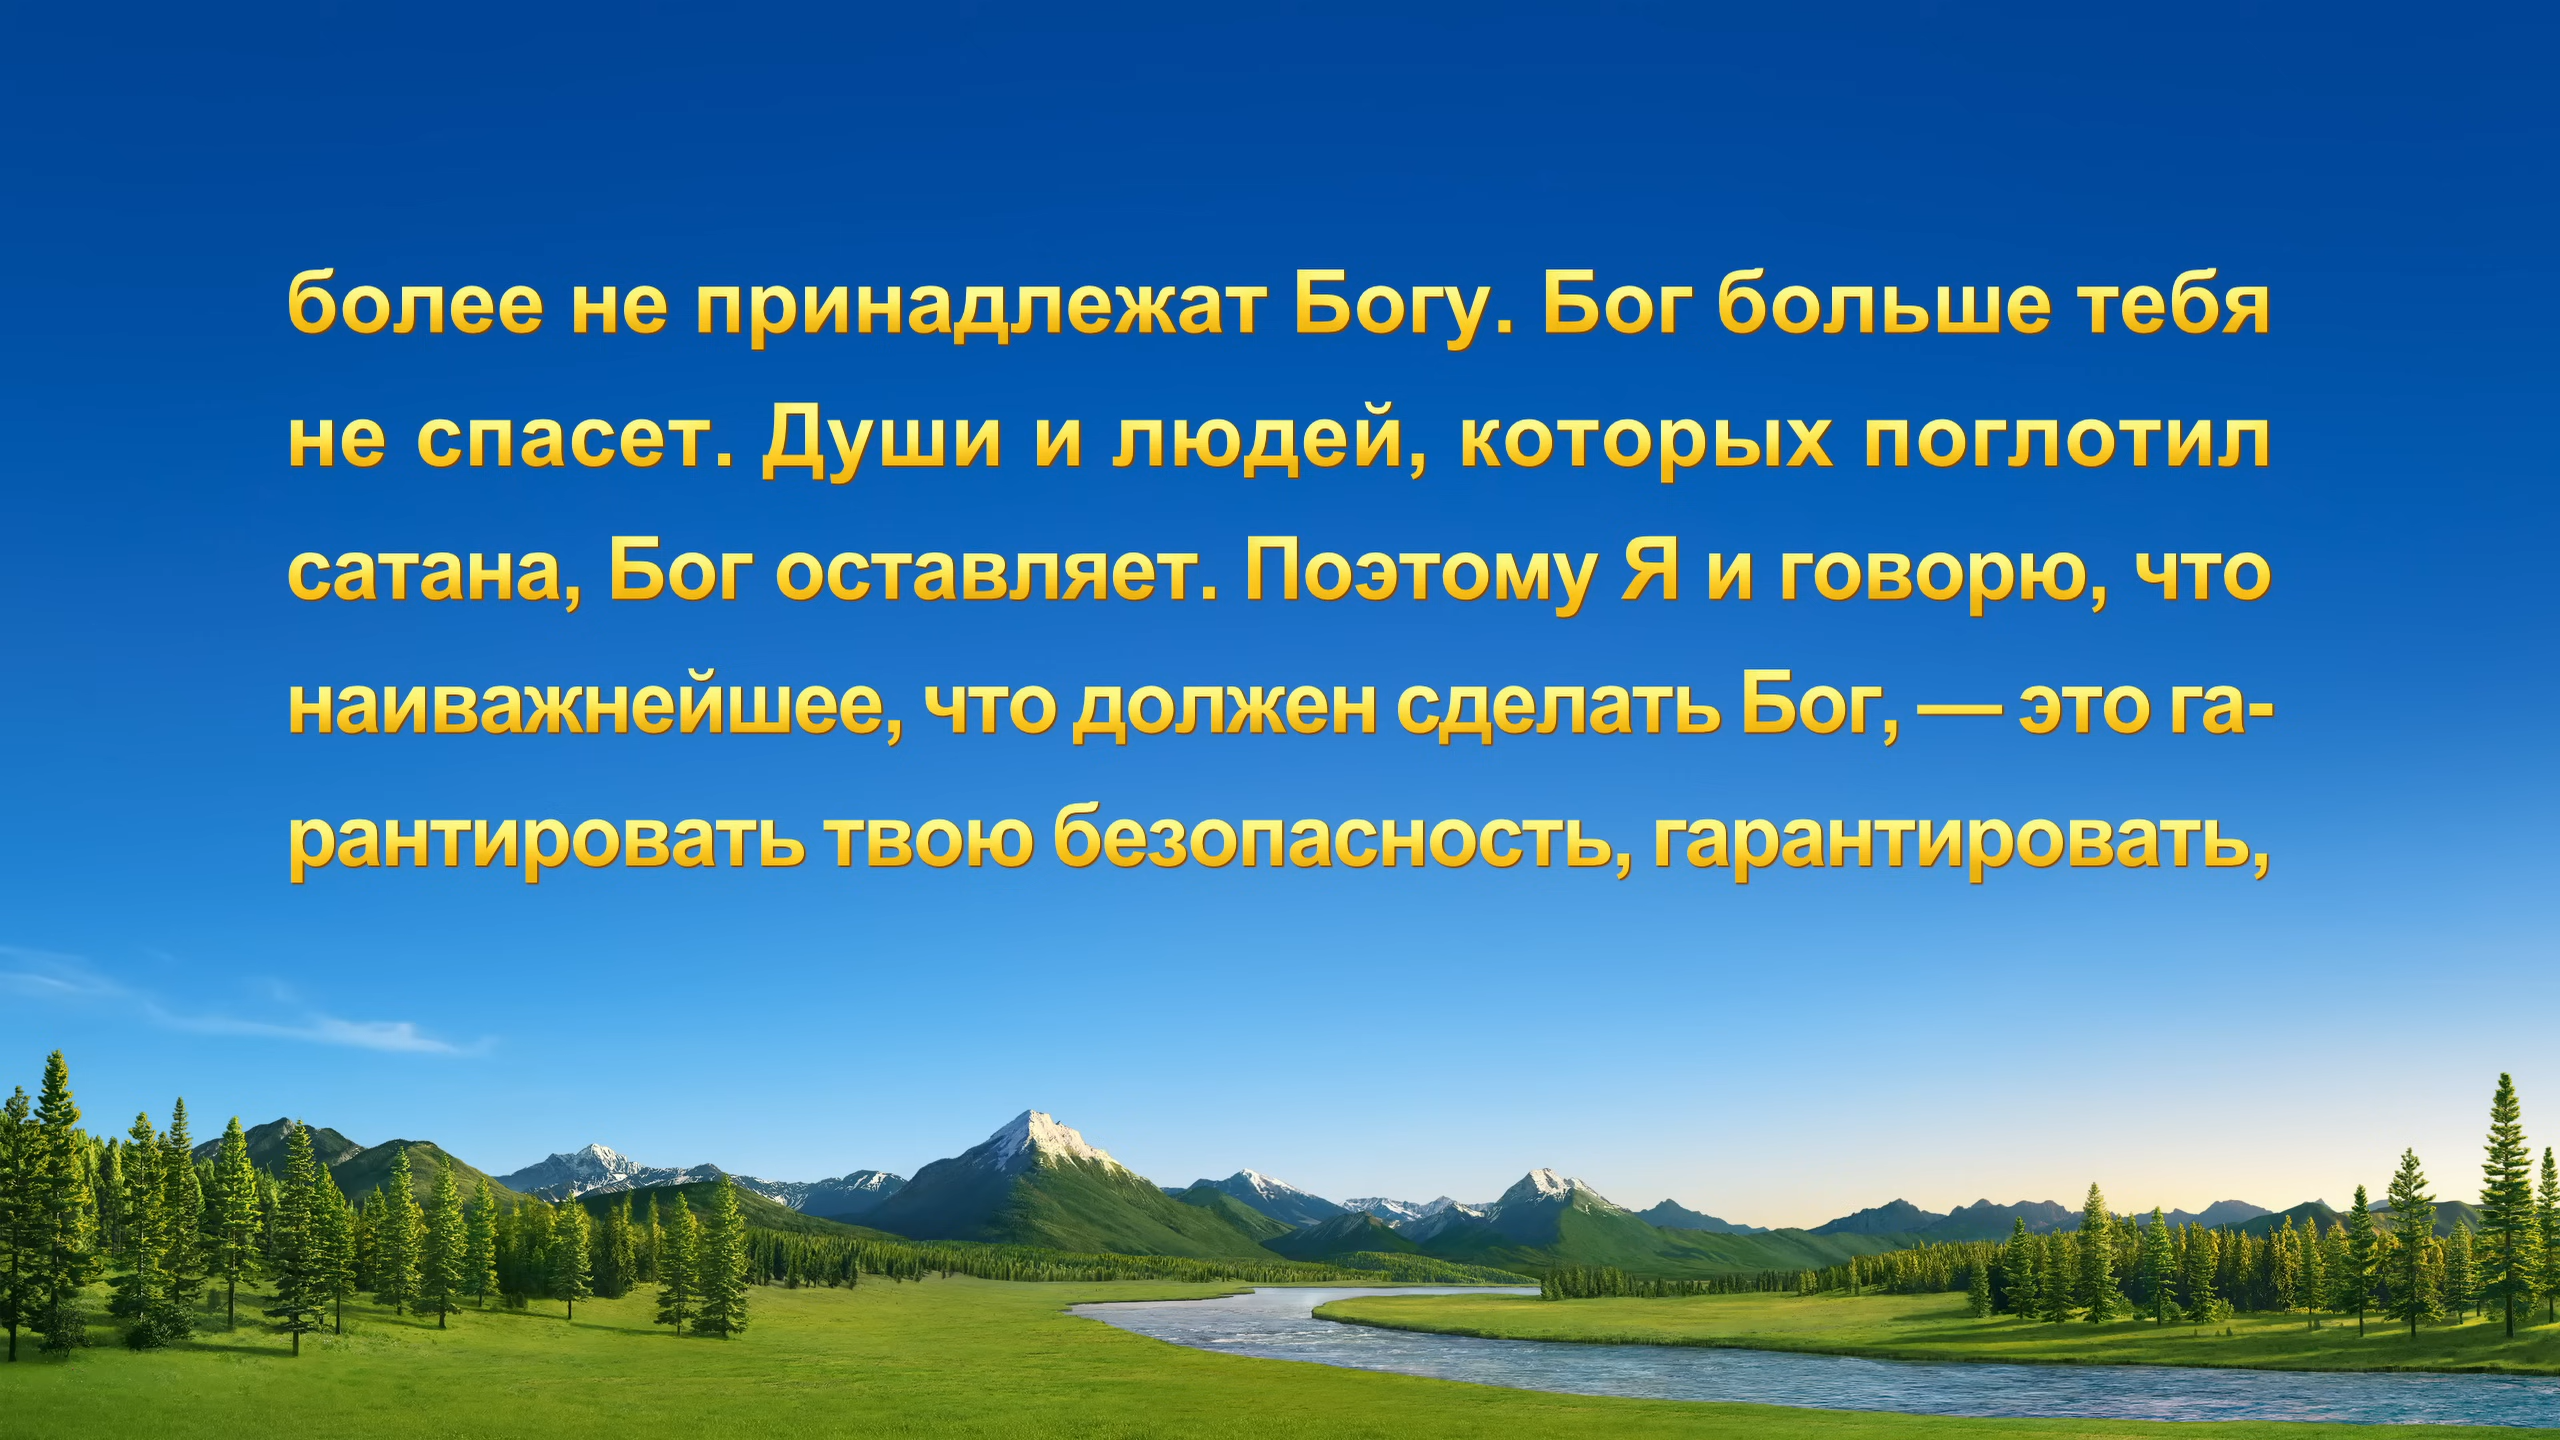 более не принадлежат Богу. Бог больше тебя
не спасет. Души и людей, которых поглотил
сатана, Бог оставляет. Поэтому Я и говорю, что
наиважнейшее, что должен сделать Бог, — это га-
рантировать твою безопасность, гарантировать,